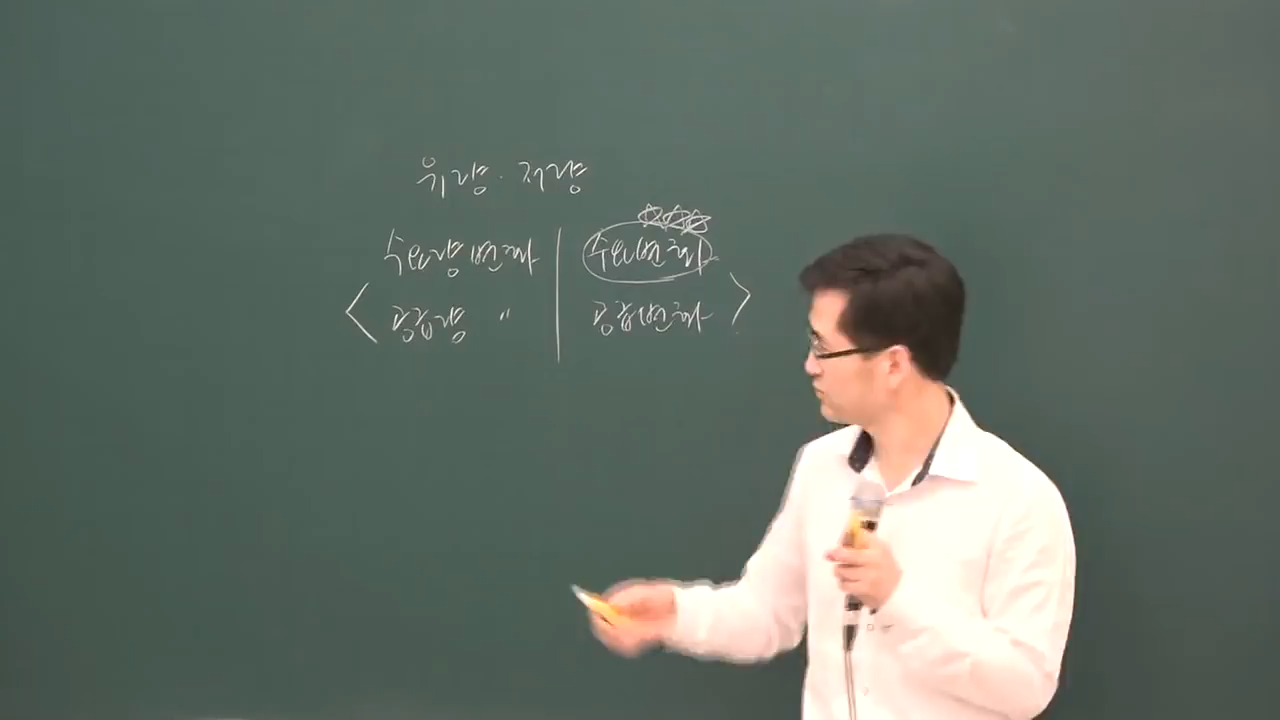 유량 · 저량
수요량변화 | 수요변화
< 공급량 " | 공급변화 >